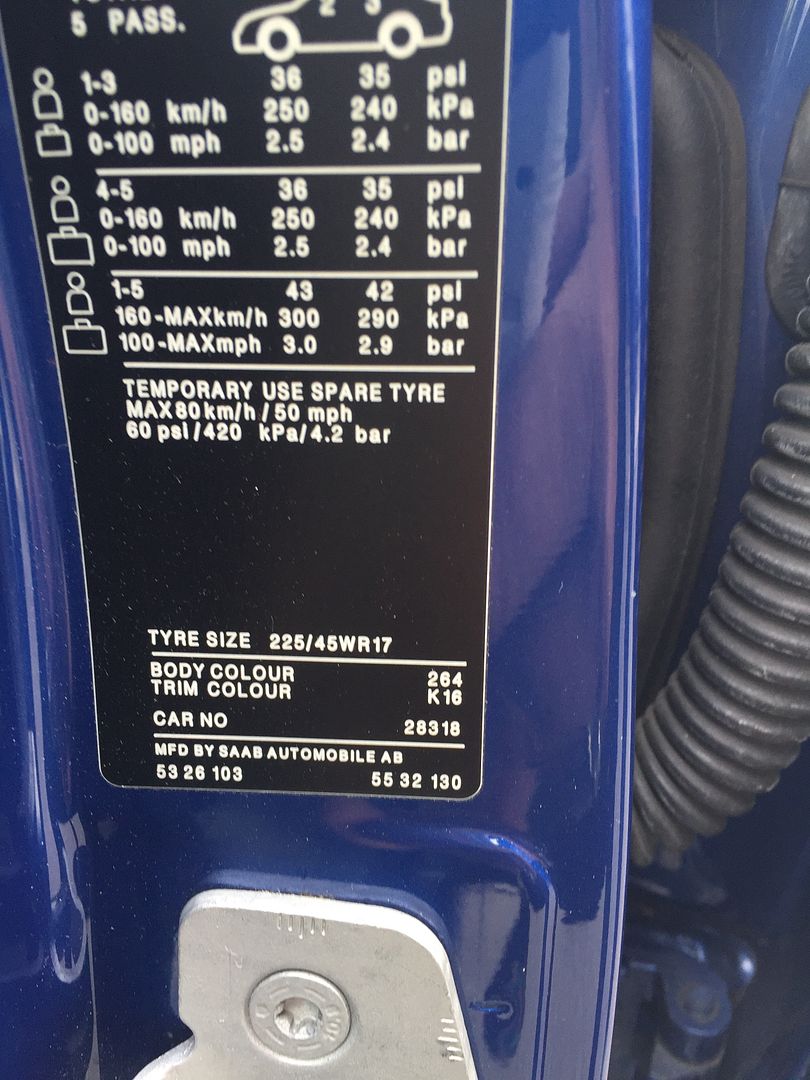 5 PASS.
2 3
1-3 36 35 psi
0-160 km/h 250 240 kPa
0-100 mph 2.5 2.4 bar
4-5 36 35 psi
0-160 km/h 250 240 kPa
0-100 mph 2.5 2.4 bar
1-5 43 42 psi
160-MAXkm/h 300 290 kPa
100-MAXmph 3.0 2.9 bar
TEMPORARY USE SPARE TYRE
MAX 80 km/h / 50 mph
60 psi/420 kPa/4.2 bar
TYRE SIZE 225/45WR17
BODY COLOUR 264
TRIM COLOUR K16
CAR NO 28318
MFD BY SAAB AUTOMOBILE AB
53 26 103 55 32 130